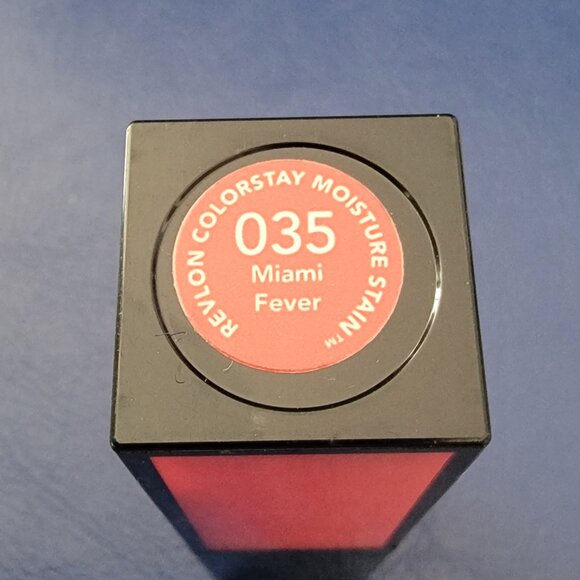 REVLON COLORSTAY MOISTURE STAIN™
035
Miami
Fever